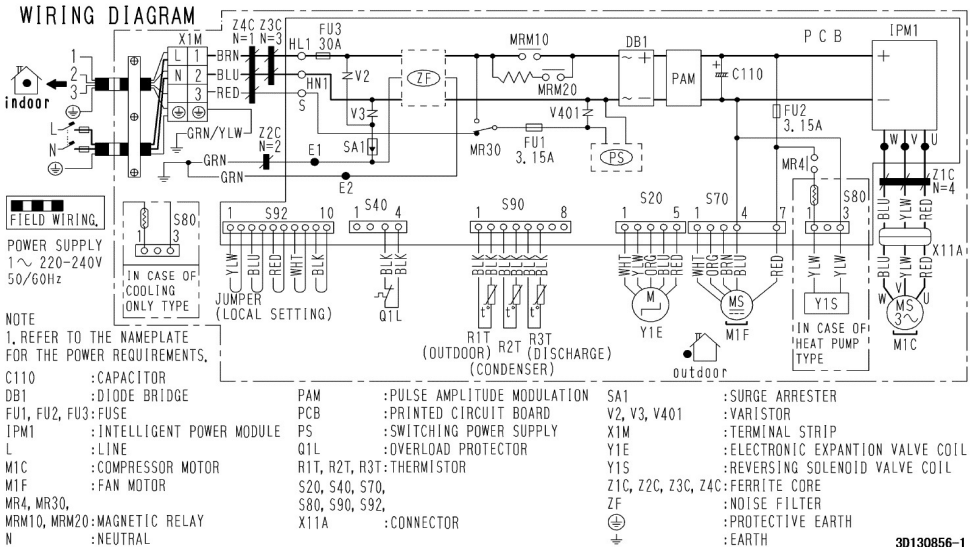 WIRING DIAGRAM
X1M
Z4C Z3C
N=1 N=3
FU3
30A
HL1
MRM10
DB1
PCB
IPM1
1
2
3
L 1
N 2
3
BRN
BLU
RED
HN1
S
V2
ZF
MRM20
PAM
C110
indoor
L
N
GRN/YLW
Z2C
N=2
GRN
GRN
V3
SA1
E1
E2
MR30
FU1
3.15A
V401
PS
FU2
3.15A
MR4
W V U
Z1C
N=4
FIELD WIRING.
POWER SUPPLY
1~ 220-240V
50/60Hz
S80
1 3
IN CASE OF
COOLING
ONLY TYPE
1 S92 10
S40
1 4
S90
1 8
S20
1 5
S70
1 4 7
S80
1 3
BLU YLW RED
X11A
YLW BLU RED WHT BLK
BLK BLK
BLK BLK BLK BLK BLK BLK
WHT YLW ORG BLU RED
WHT ORG BRN BLU RED
YLW YLW
BLU YLW RED
JUMPER
(LOCAL SETTING)
Q1L
t° t° t°
R1T
(OUTDOOR)
R2T
(CONDENSER)
R3T
(DISCHARGE)
M
Y1E
MS
M1F
Y1S
IN CASE OF
HEAT PUMP
TYPE
W V U
MS
3~
M1C
outdoor
NOTE
1. REFER TO THE NAMEPLATE
FOR THE POWER REQUIREMENTS.
C110 :CAPACITOR
DB1 :DIODE BRIDGE
FU1, FU2, FU3:FUSE
IPM1 :INTELLIGENT POWER MODULE
L :LINE
M1C :COMPRESSOR MOTOR
M1F :FAN MOTOR
MR4, MR30,
MRM10, MRM20:MAGNETIC RELAY
N :NEUTRAL
PAM :PULSE AMPLITUDE MODULATION
PCB :PRINTED CIRCUIT BOARD
PS :SWITCHING POWER SUPPLY
Q1L :OVERLOAD PROTECTOR
R1T, R2T, R3T:THERMISTOR
S20, S40, S70,
S80, S90, S92,
X11A :CONNECTOR
SA1 :SURGE ARRESTER
V2, V3, V401 :VARISTOR
X1M :TERMINAL STRIP
Y1E :ELECTRONIC EXPANTION VALVE COIL
Y1S :REVERSING SOLENOID VALVE COIL
Z1C, Z2C, Z3C, Z4C:FERRITE CORE
ZF :NOISE FILTER
:PROTECTIVE EARTH
:EARTH
3D130856-1